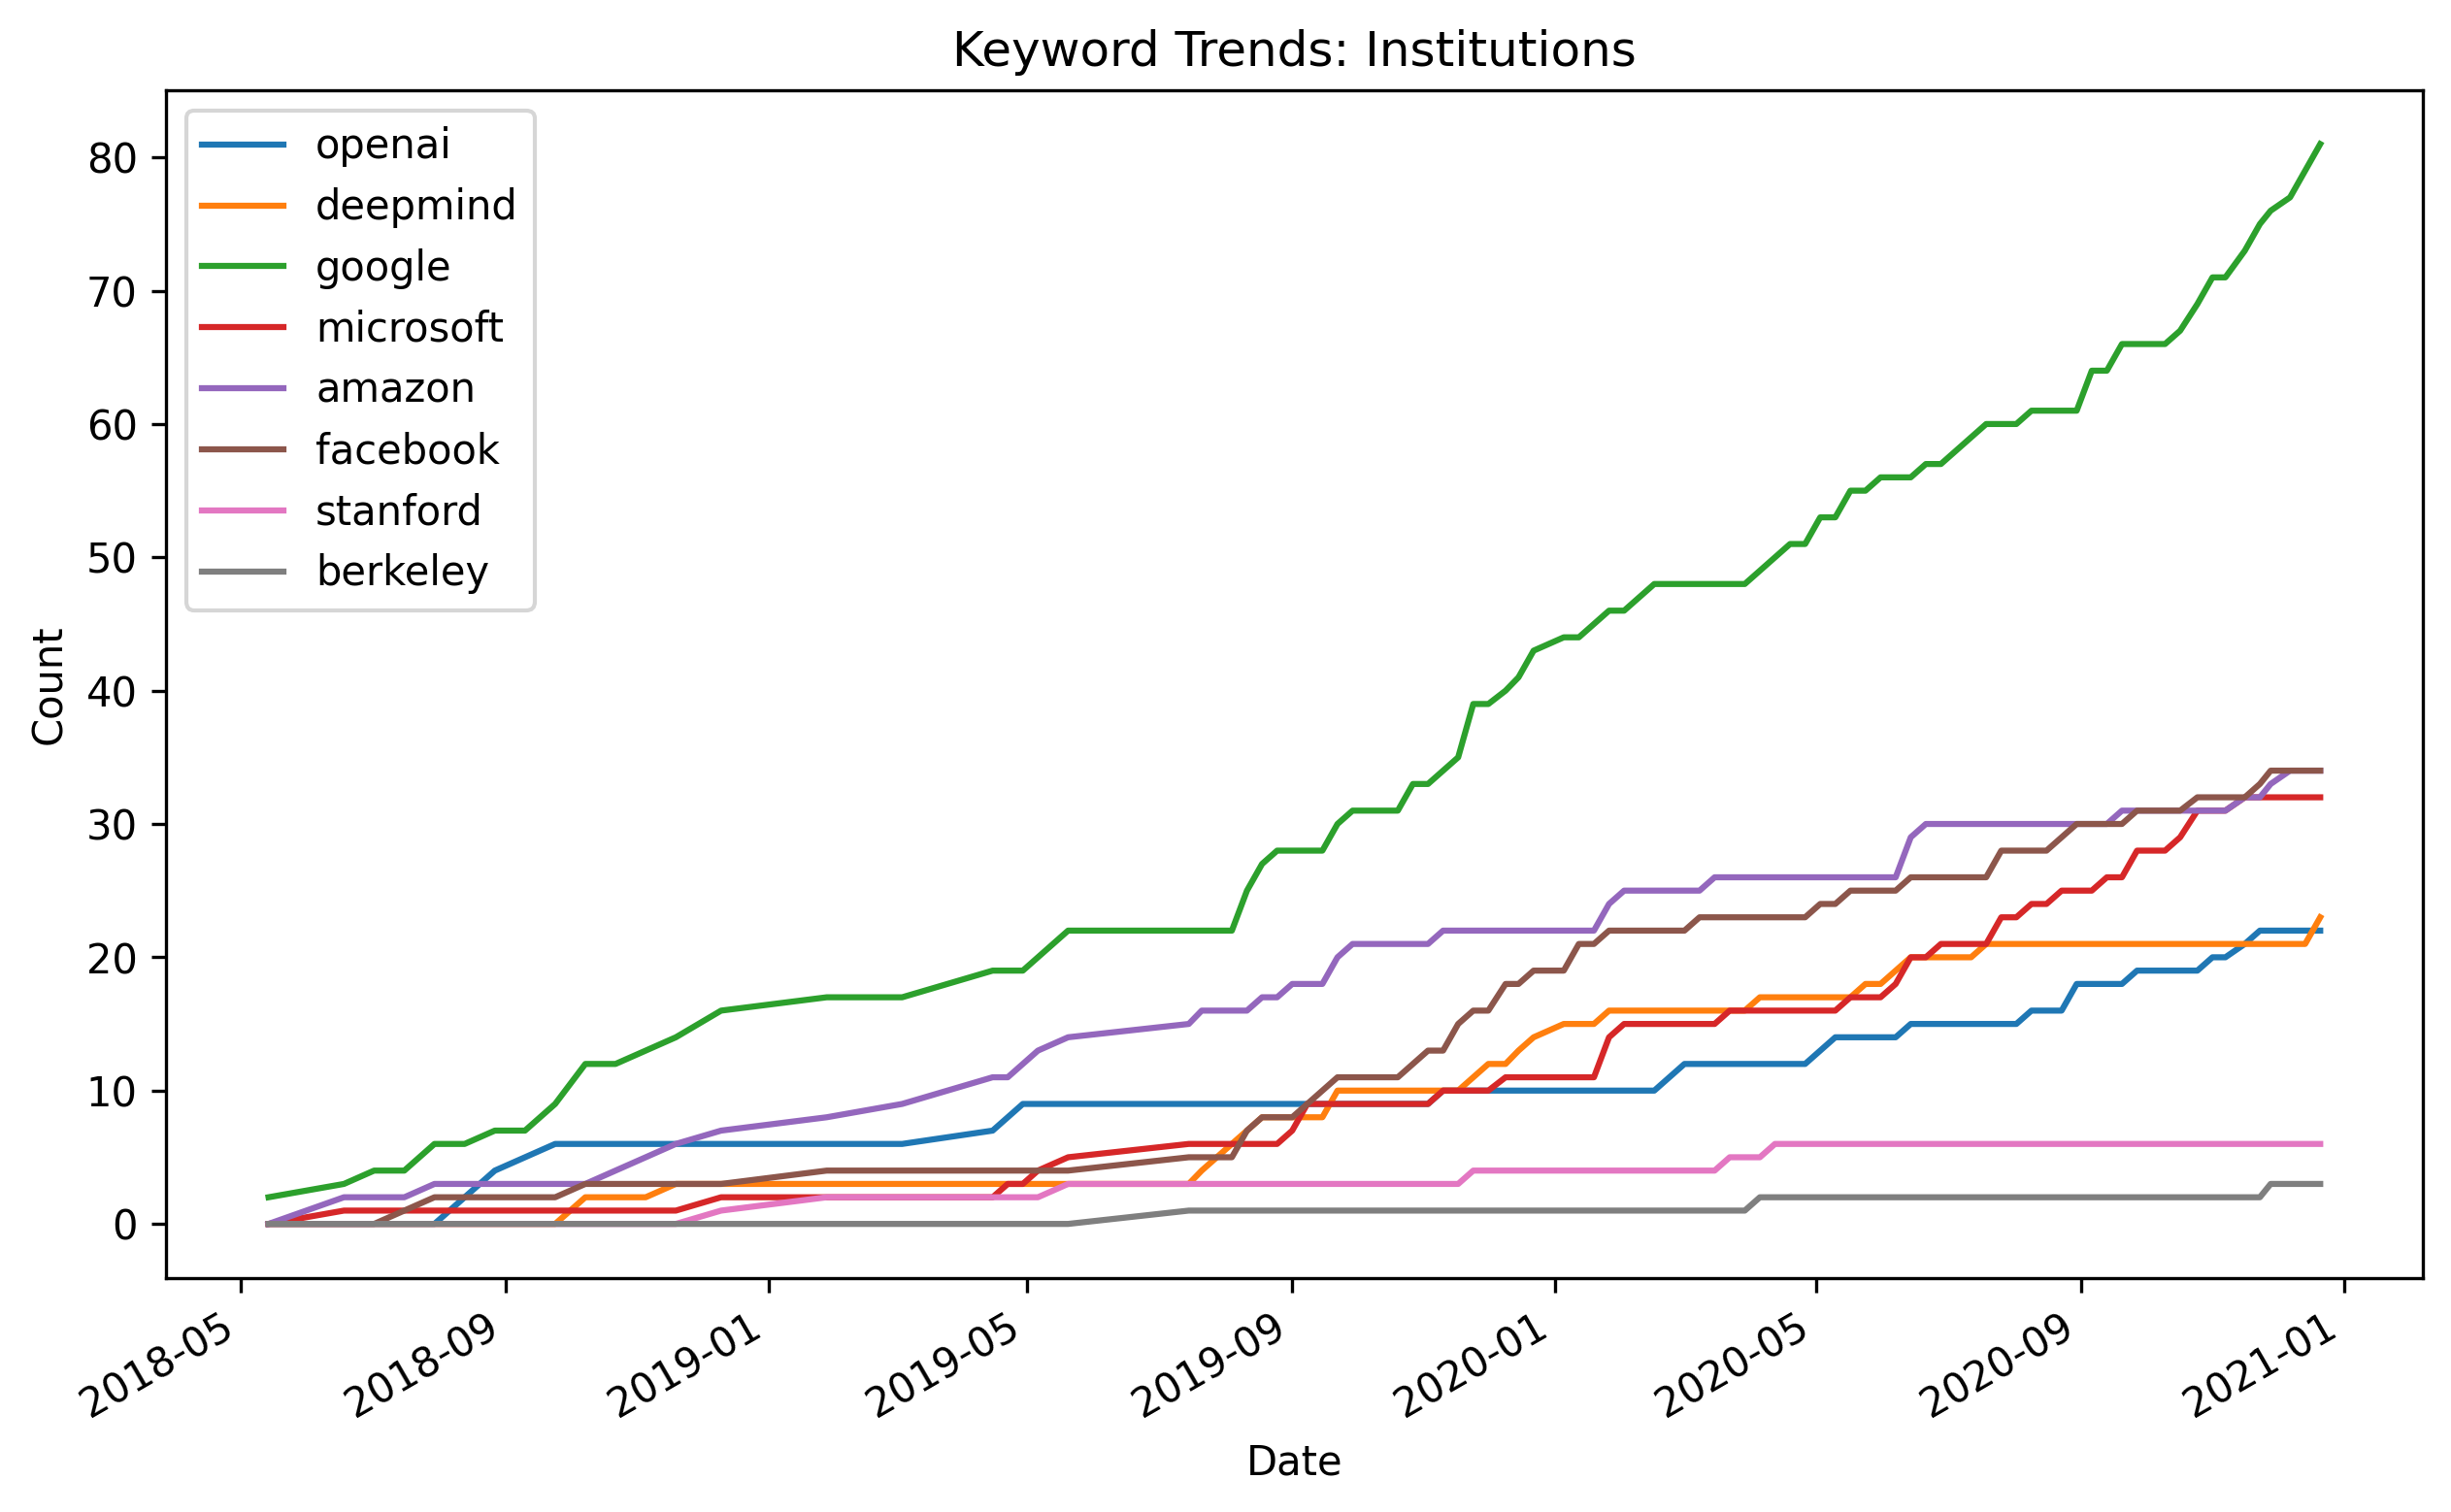 Keyword Trends: Institutions
openai
deepmind
google
microsoft
amazon
facebook
stanford
berkeley
Count
80
70
60
50
40
30
20
10
0
2018-05
2018-09
2019-01
2019-05
2019-09
2020-01
2020-05
2020-09
2021-01
Date